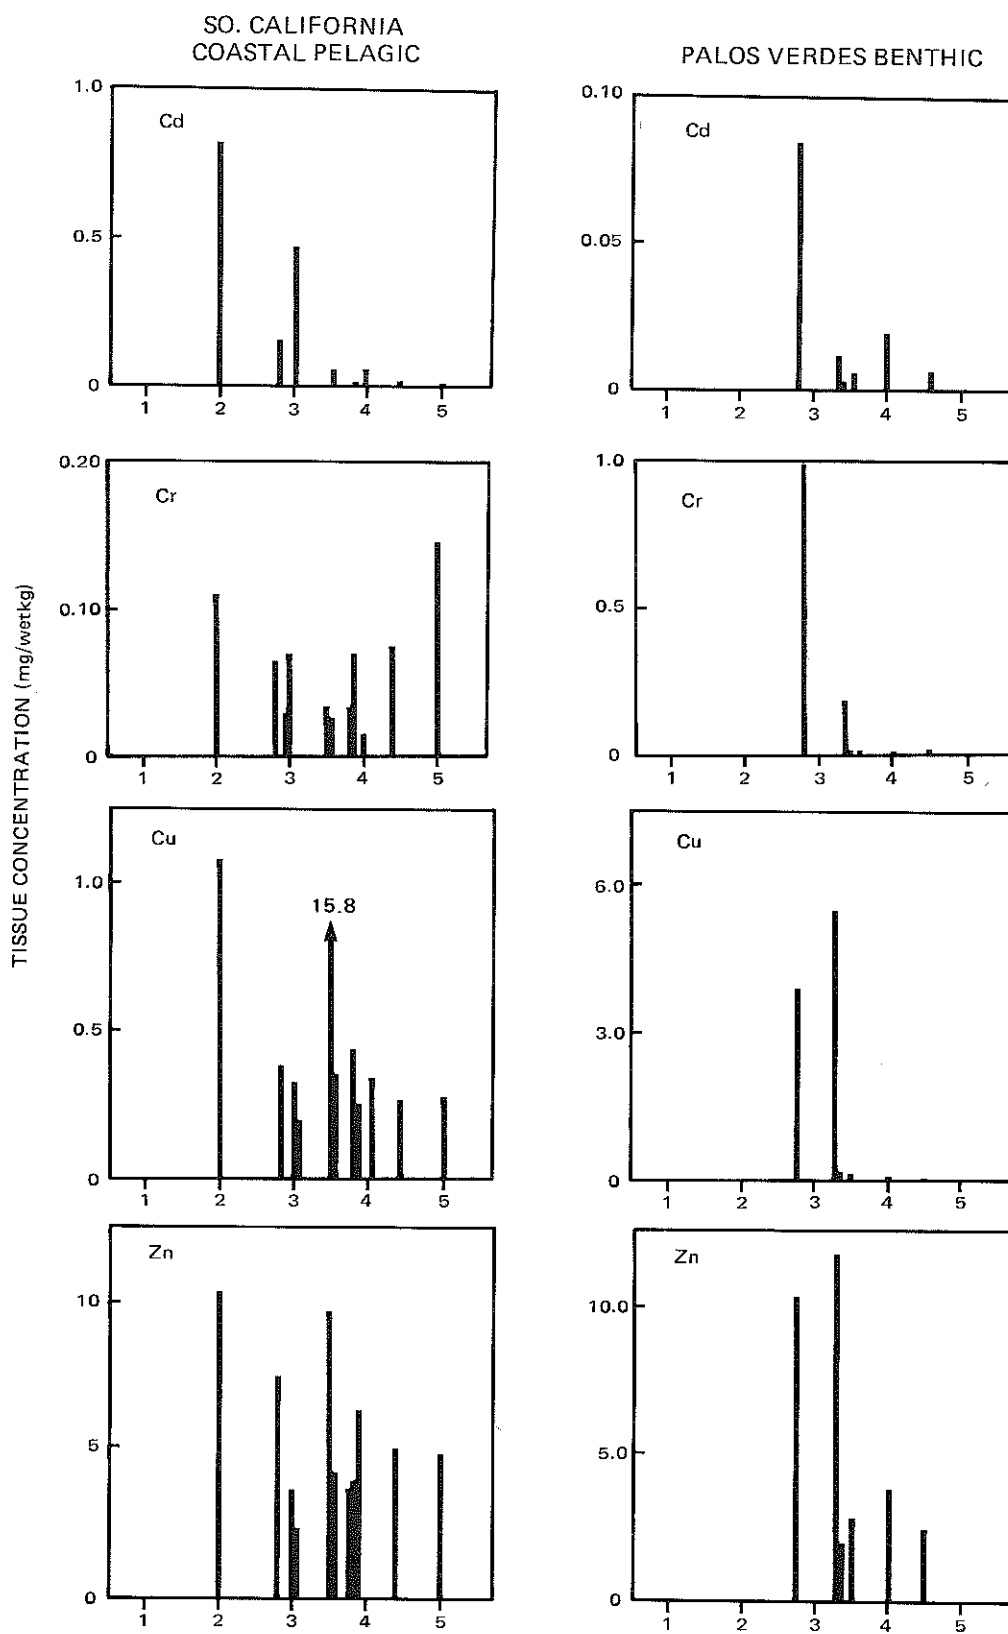 SO. CALIFORNIA
COASTAL PELAGIC
PALOS VERDES BENTHIC
TISSUE CONCENTRATION (mg/wetkg)
1.0
Cd
0.5
0
1 2 3 4 5
0.10
Cd
0.05
0
1 2 3 4 5
0.20
Cr
0.10
0
1 2 3 4 5
1.0
Cr
0.5
0
1 2 3 4 5
Cu
1.0
15.8
0.5
0
1 2 3 4 5
Cu
6.0
3.0
0
1 2 3 4 5
Zn
10
5
0
1 2 3 4 5
Zn
10.0
5.0
0
1 2 3 4 5